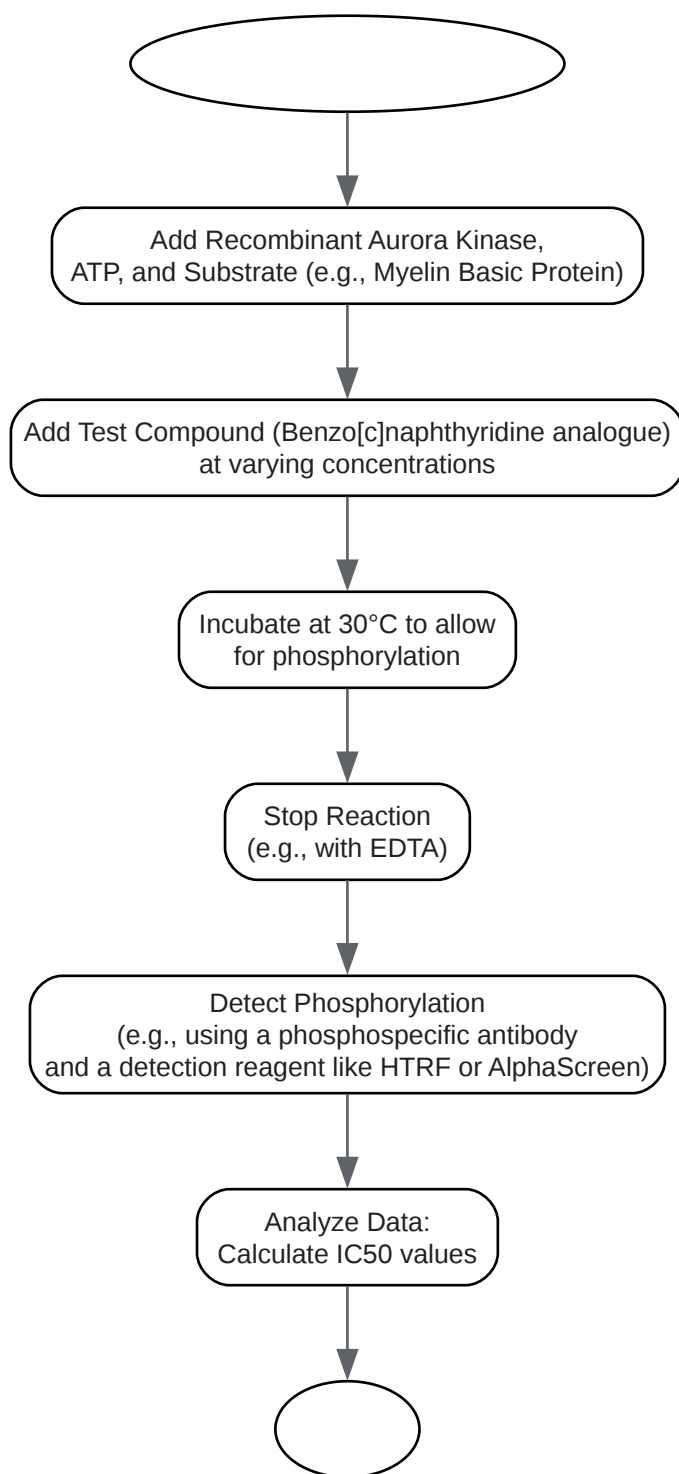 Add Recombinant Aurora Kinase,
ATP, and Substrate (e.g., Myelin Basic Protein)
Add Test Compound (Benzo[c]naphthyridine analogue)
at varying concentrations
Incubate at 30°C to allow
for phosphorylation
Stop Reaction
(e.g., with EDTA)
Detect Phosphorylation
(e.g., using a phosphospecific antibody
and a detection reagent like HTRF or AlphaScreen)
Analyze Data:
Calculate IC50 values